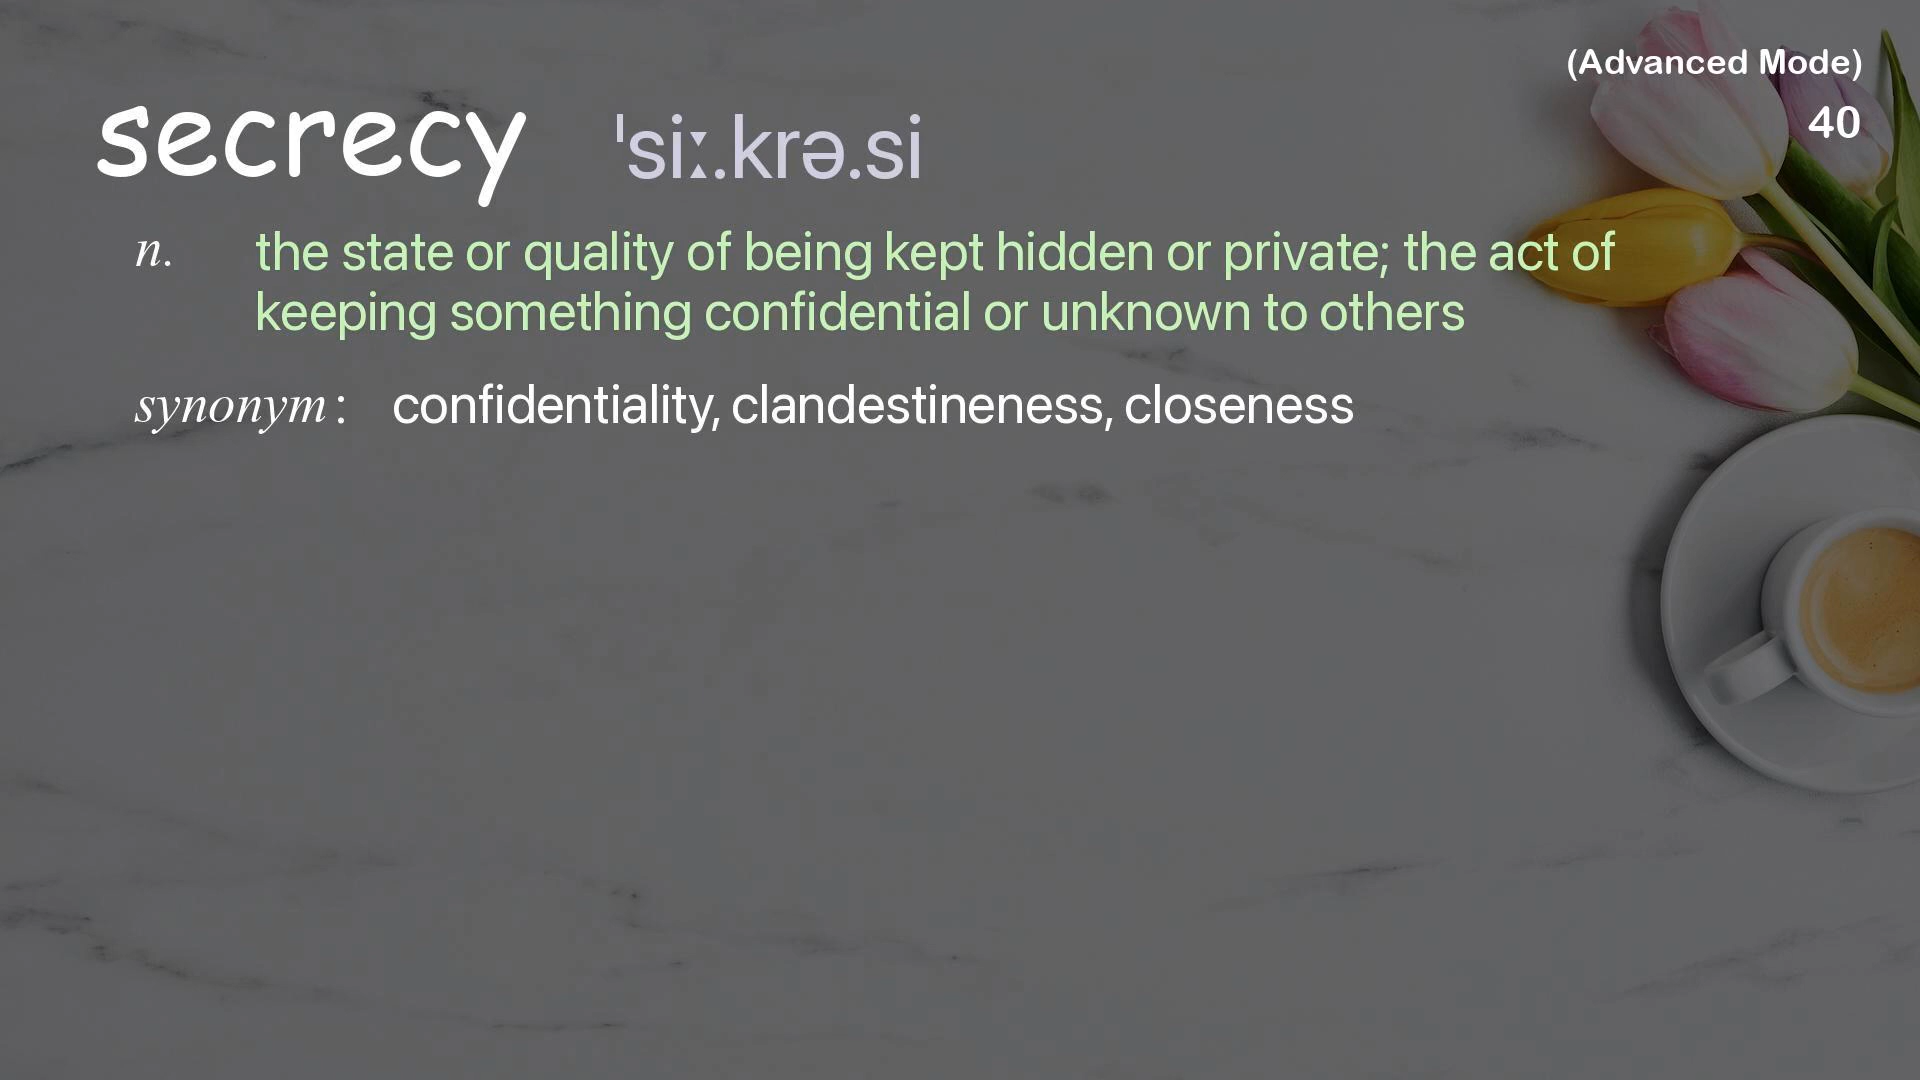 (Advanced Mode)
40
secrecy ˈsiː.krə.si
n. the state or quality of being kept hidden or private; the act of
keeping something confidential or unknown to others
synonym : confidentiality, clandestineness, closeness